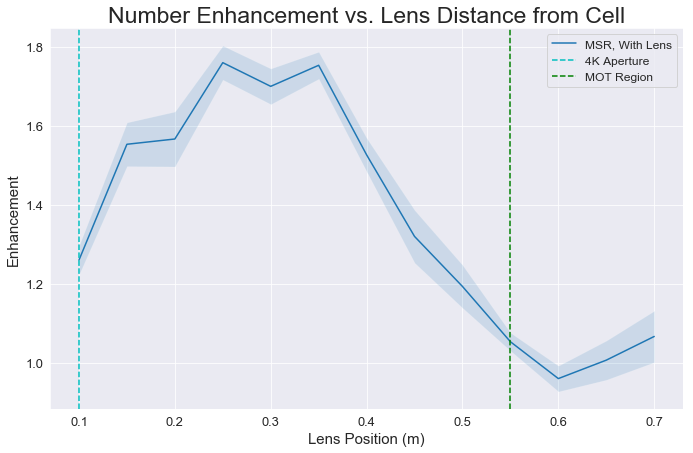 Number Enhancement vs. Lens Distance from Cell
MSR, With Lens
4K Aperture
MOT Region
Enhancement
1.8
1.6
1.4
1.2
1.0
0.1 0.2 0.3 0.4 0.5 0.6 0.7
Lens Position (m)